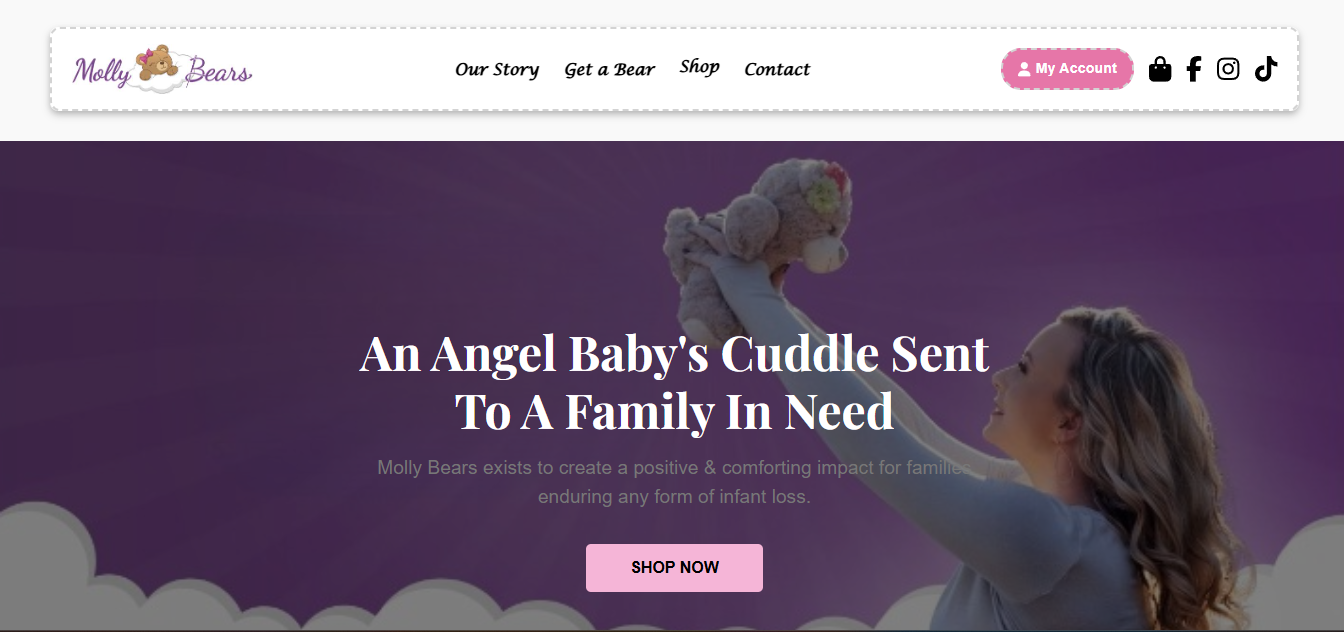 Molly Bears
Our Story
Get a Bear
Shop
Contact
My Account
An Angel Baby's Cuddle Sent
To A Family In Need
Molly Bears exists to create a positive & comforting impact for families
enduring any form of infant loss.
SHOP NOW